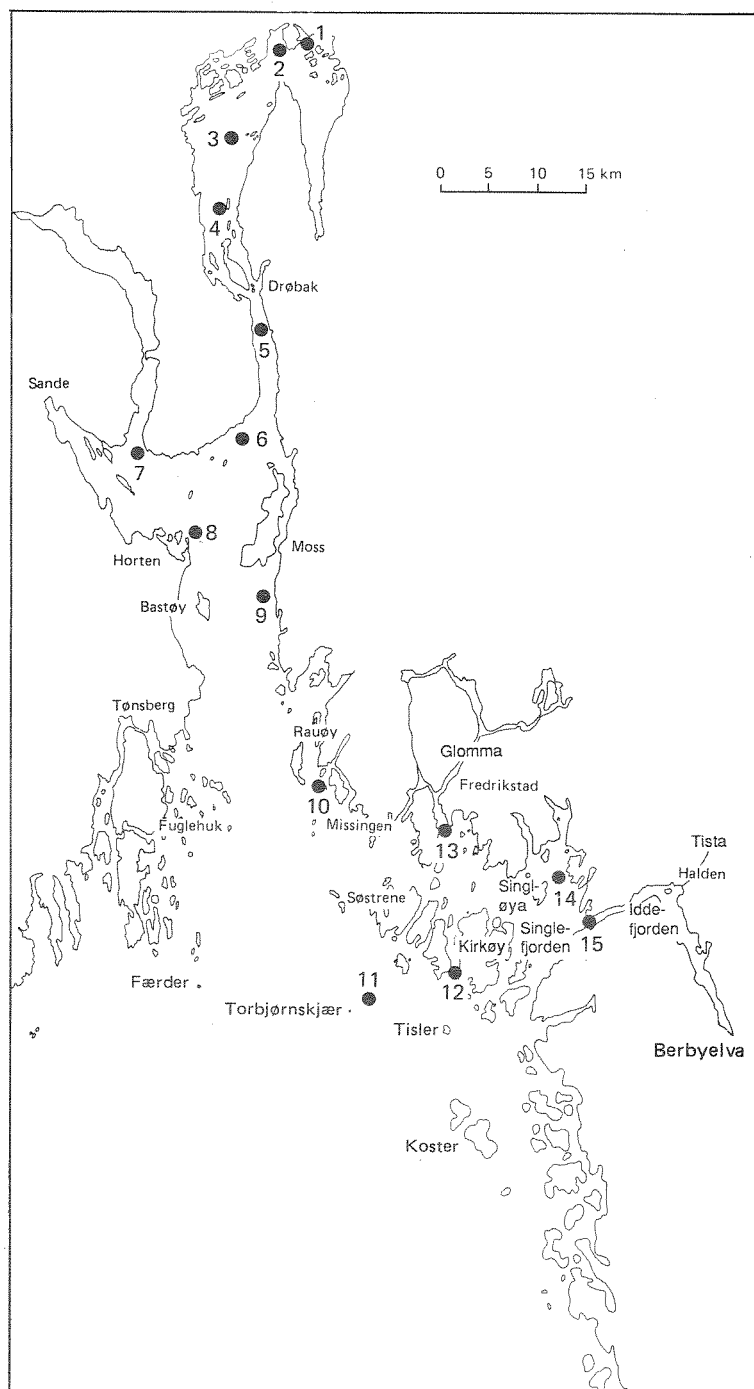 1
2
3
0 5 10 15 km
4
Drøbak
5
Sande
6
7
8
Moss
Horten
Bastøy
9
Tønsberg
Rauøy
Glomma
Fredrikstad
10
Fuglehuk
Missingen
13
Tista
Halden
14
Singl-
øya
Søstrene
Idde-
fjorden
Single-
fjorden
15
Kirkøy
Færder
11
12
Torbjørnskjær
Tisler
Berbyelva
Koster